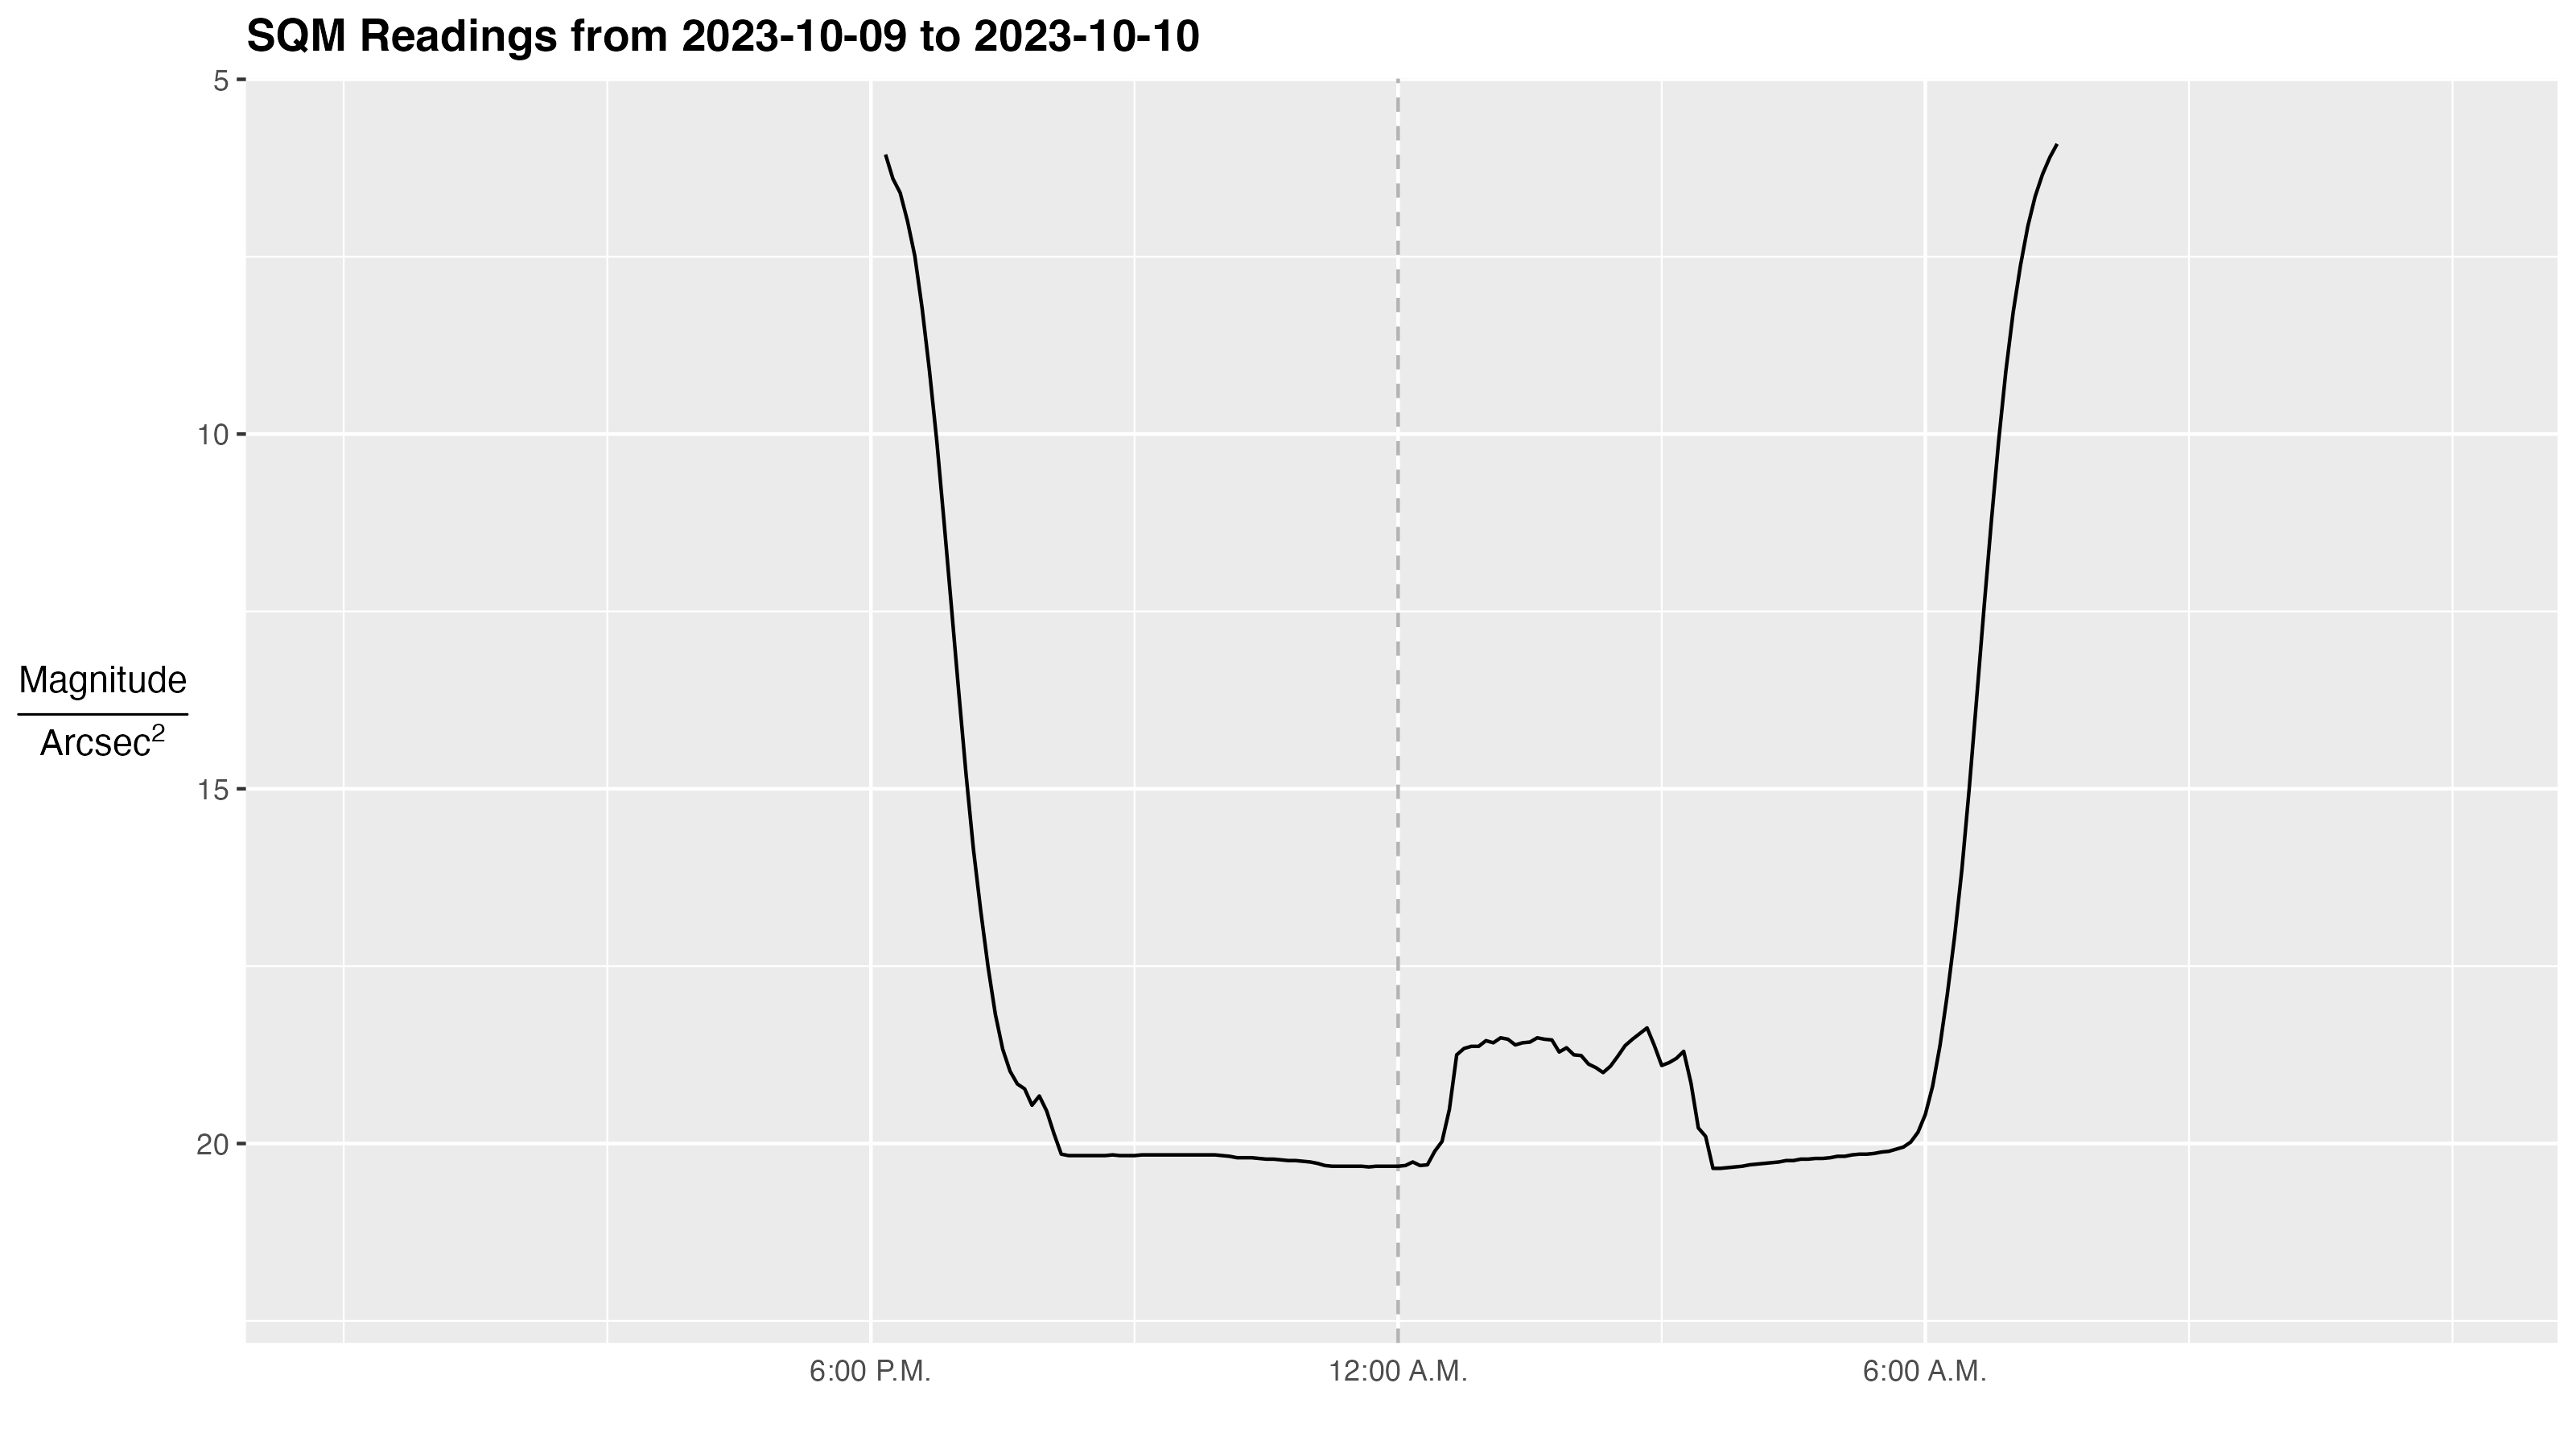 SQM Readings from 2023-10-09 to 2023-10-10
5
10
Magnitude
Arcsec²
15
20
6:00 P.M.
12:00 A.M.
6:00 A.M.